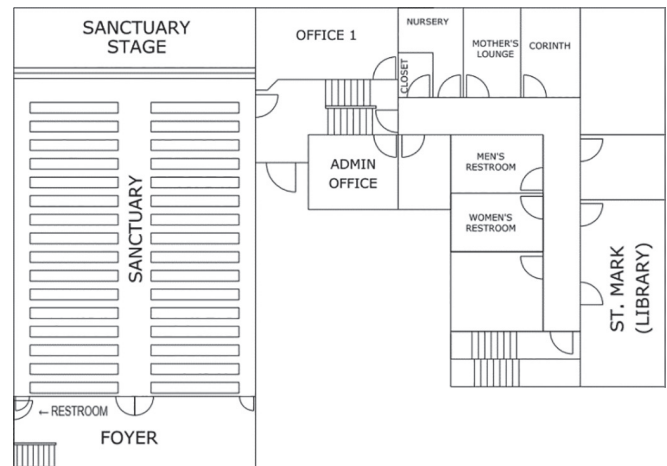 SANCTUARY
STAGE
OFFICE 1
NURSERY
CLOSET
MOTHER'S
LOUNGE
CORINTH
ADMIN
OFFICE
MEN'S
RESTROOM
WOMEN'S
RESTROOM
SANCTUARY
ST. MARK
(LIBRARY)
← RESTROOM
FOYER